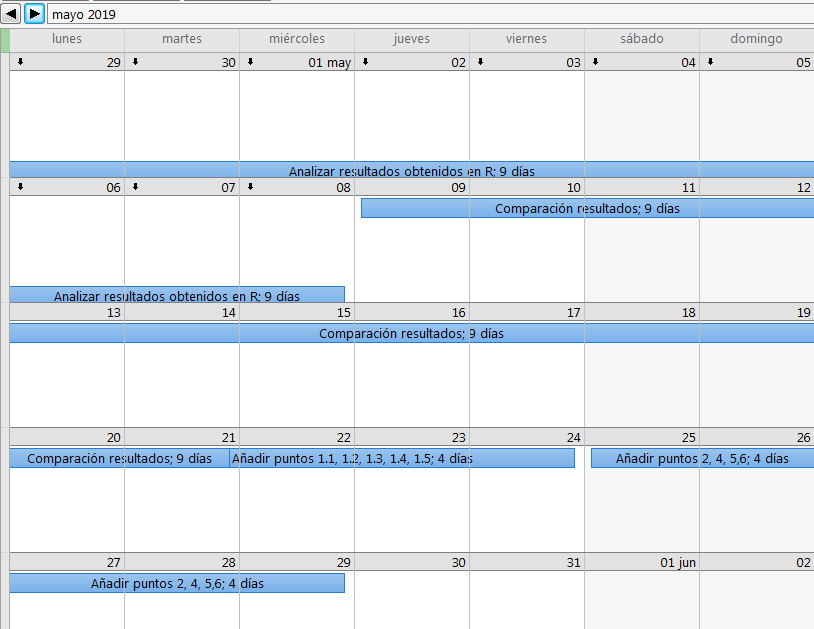 mayo 2019
lunes martes miércoles jueves viernes sábado domingo
29 30 01 may 02 03 04 05
Analizar resultados obtenidos en R; 9 días
06 07 08 09 10 11 12
Comparación resultados; 9 días
Analizar resultados obtenidos en R; 9 días
13 14 15 16 17 18 19
Comparación resultados; 9 días
20 21 22 23 24 25 26
Comparación resultados; 9 días Añadir puntos 1.1, 1.2, 1.3, 1.4, 1.5; 4 días Añadir puntos 2, 4, 5,6; 4 días
27 28 29 30 31 01 jun 02
Añadir puntos 2, 4, 5,6; 4 días